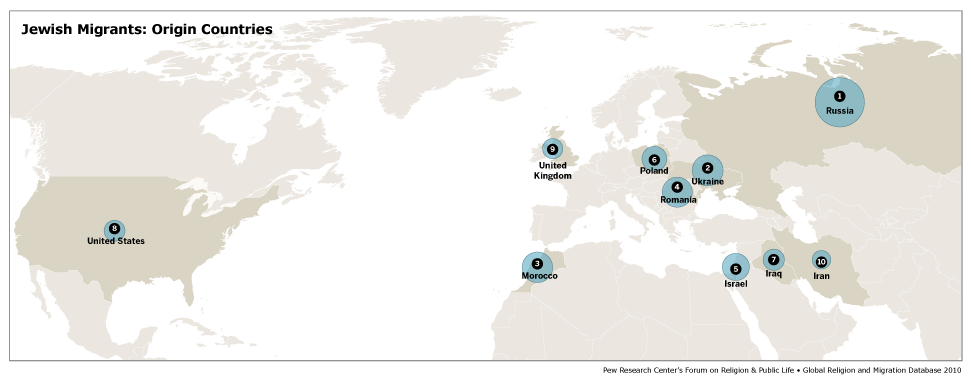 Jewish Migrants: Origin Countries
1
Russia
9
United
Kingdom
6
Poland
2
Ukraine
4
Romania
8
United States
3
Morocco
5
Israel
7
Iraq
10
Iran
Pew Research Center's Forum on Religion & Public Life • Global Religion and Migration Database 2010